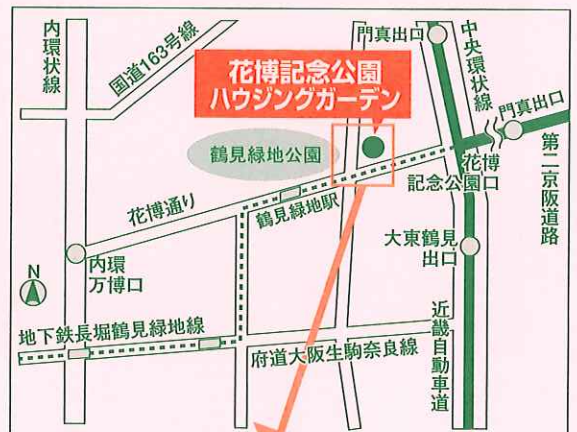 内環状線
国道163号線
門真出口
中央環状線
花博記念公園
ハウジングガーデン
門真出口
鶴見緑地公園
花博
記念公園口
第二京阪道路
花博通り
鶴見緑地駅
大東鶴見
出口
内環
万博口
N
近畿自動車道
地下鉄長堀鶴見緑地線
府道大阪生駒奈良線